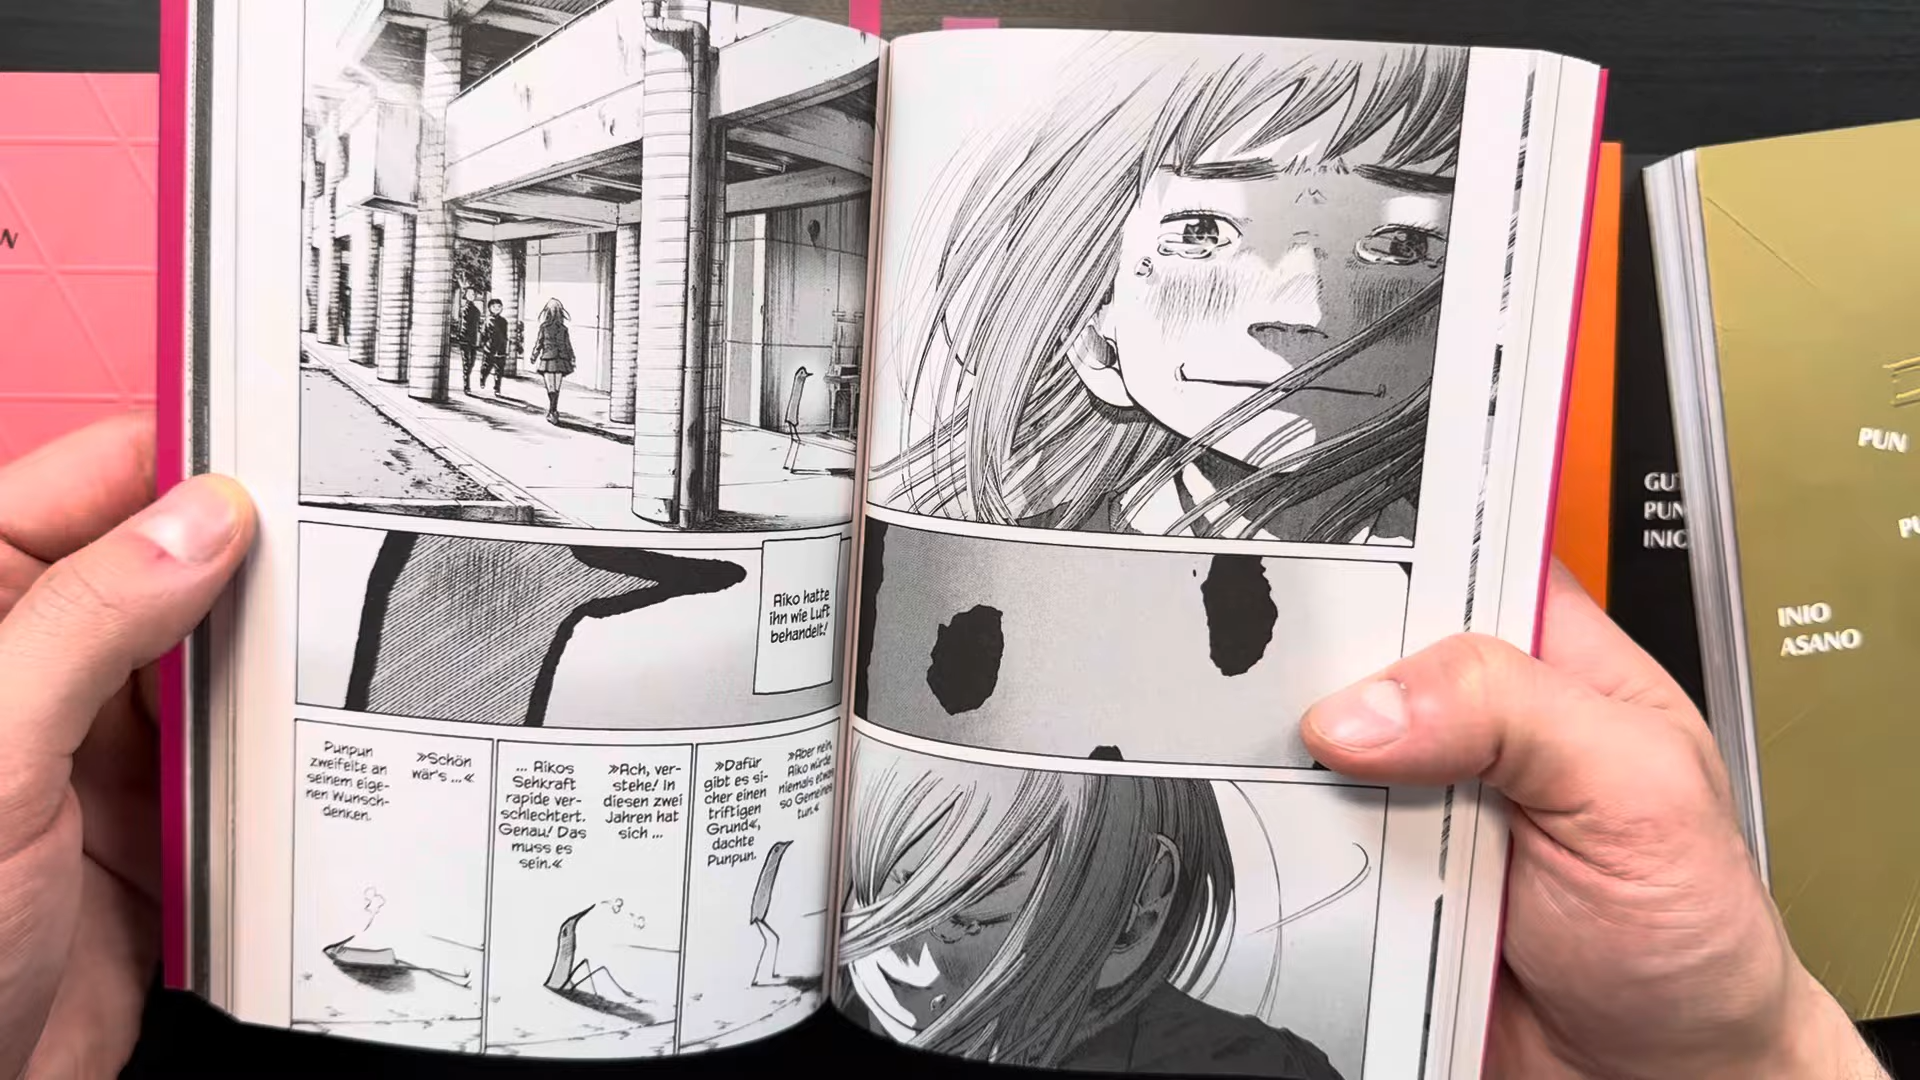 Aiko hatte
ihn wie Luft
behandelt!
»Aber nein,
Aiko würde
niemals etwas
so Gemeines
tun.«
»Dafür
gibt es si-
cher einen
triftigen
Grund«,
dachte
Punpun.
»Ach, ver-
stehe! In
diesen zwei
Jahren hat
sich ...
... Aikos
Sehkraft
rapide ver-
schlechtert.
Genau! Das
muss es
sein.«
»Schön
wär's ...«
Punpun
zweifelte an
seinem eige-
nen Wunsch-
denken.
PUN
INIO
ASANO